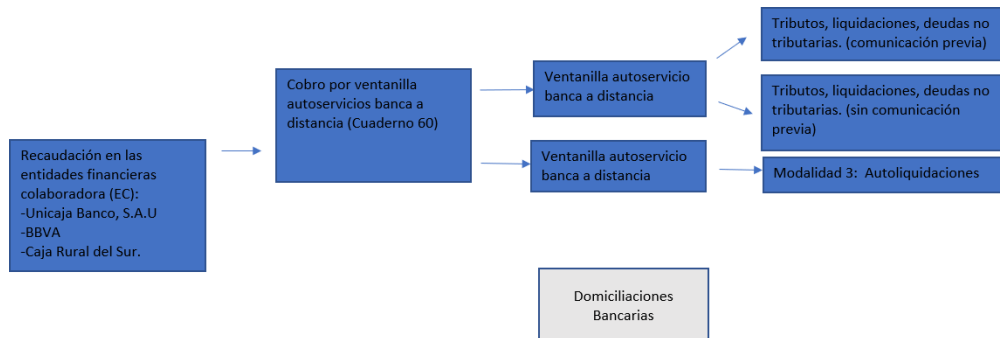 Recaudación en las
entidades financieras
colaboradora (EC):
-Unicaja Banco, S.A.U
-BBVA
-Caja Rural del Sur.
Cobro por ventanilla
autoservicios banca a
distancia (Cuaderno 60)
Ventanilla autoservicio
banca a distancia
Tributos, liquidaciones, deudas no
tributarias. (comunicación previa)
Tributos, liquidaciones, deudas no
tributarias. (sin comunicación
previa)
Ventanilla autoservicio
banca a distancia
Modalidad 3:  Autoliquidaciones
Domiciliaciones
Bancarias